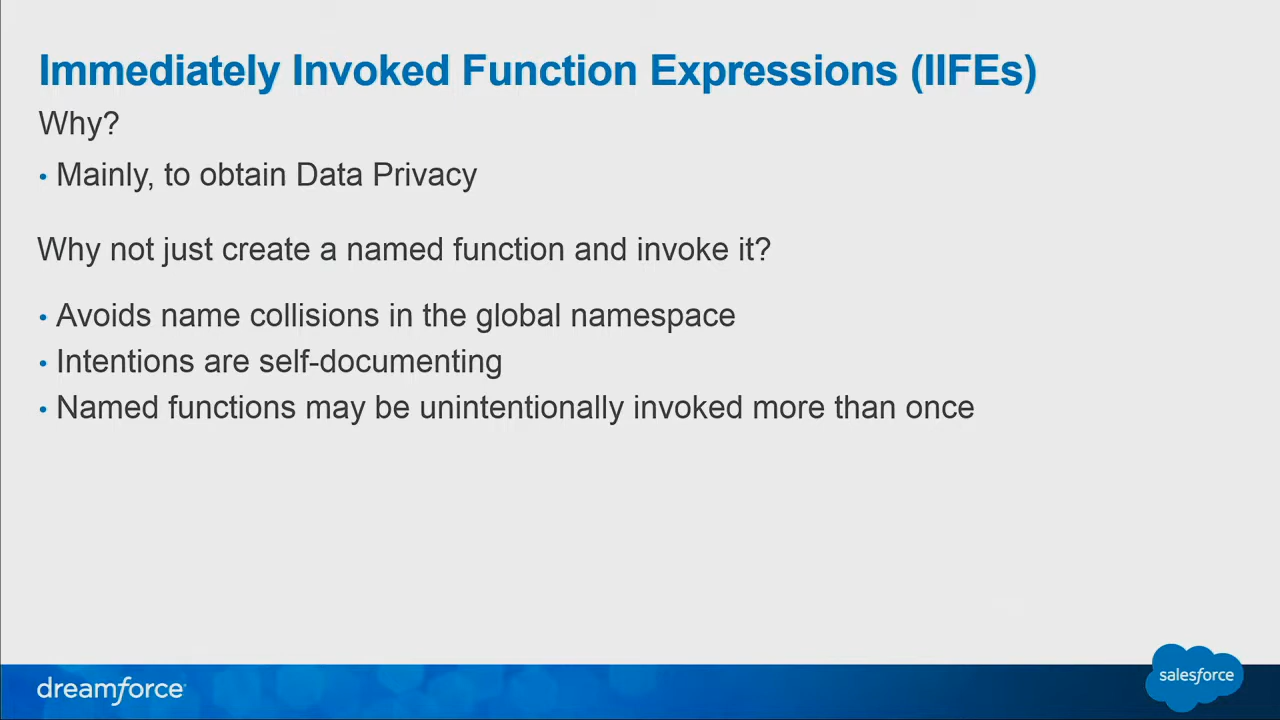 Immediately Invoked Function Expressions (IIFEs)
Why?
• Mainly, to obtain Data Privacy
Why not just create a named function and invoke it?
• Avoids name collisions in the global namespace
• Intentions are self-documenting
• Named functions may be unintentionally invoked more than once
dreamforce
salesforce